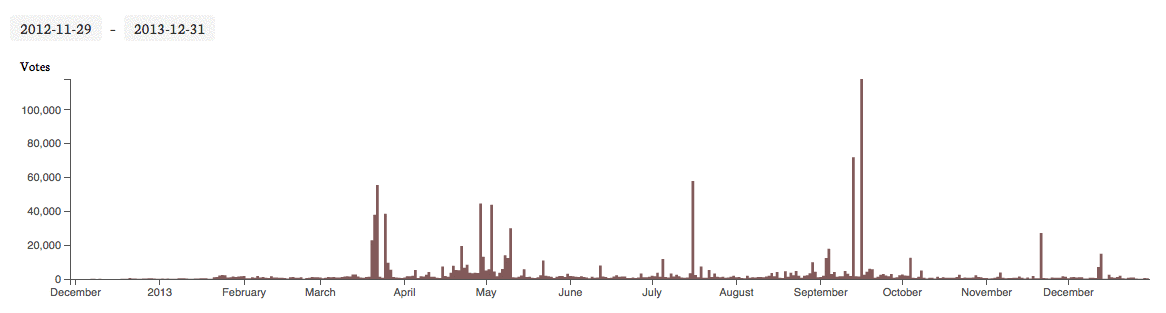 2012-11-29 - 2013-12-31
Votes
100,000
80,000
60,000
40,000
20,000
0
December 2013 February March April May June July August September October November December